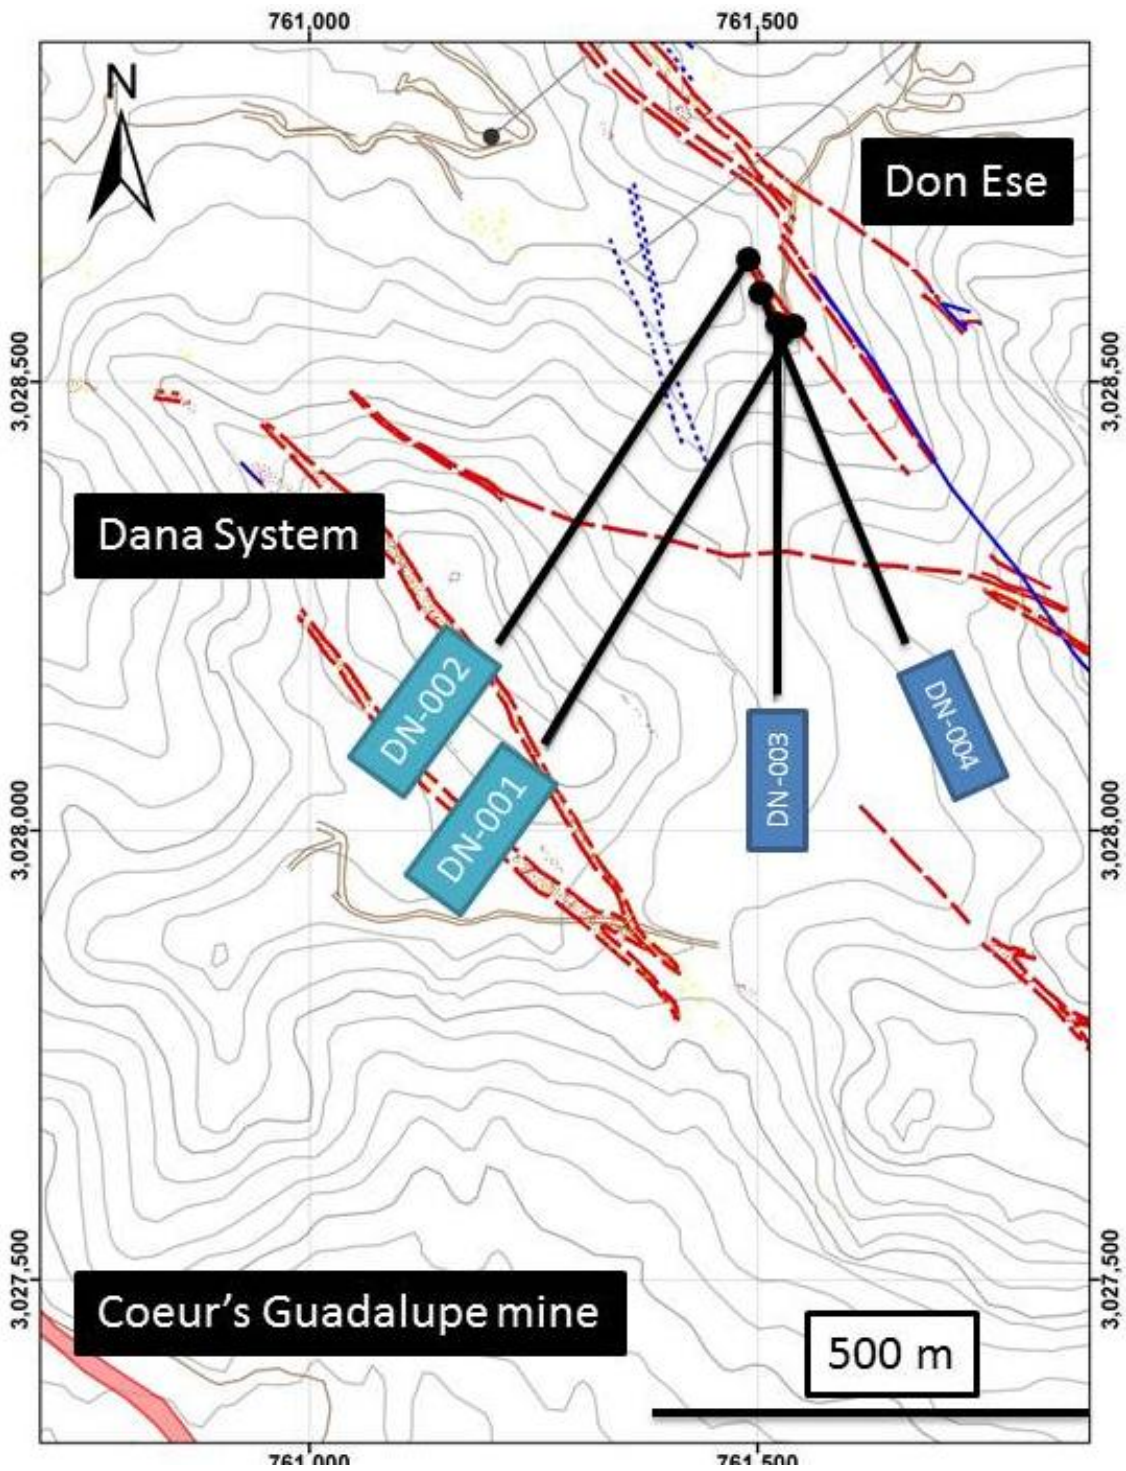 761,000
761,500
N
Don Ese
3,028,500
3,028,500
Dana System
DN-002
DN-001
DN-003
DN-004
3,028,000
3,028,000
3,027,500
3,027,500
Coeur's Guadalupe mine
500 m
761,000
761,500